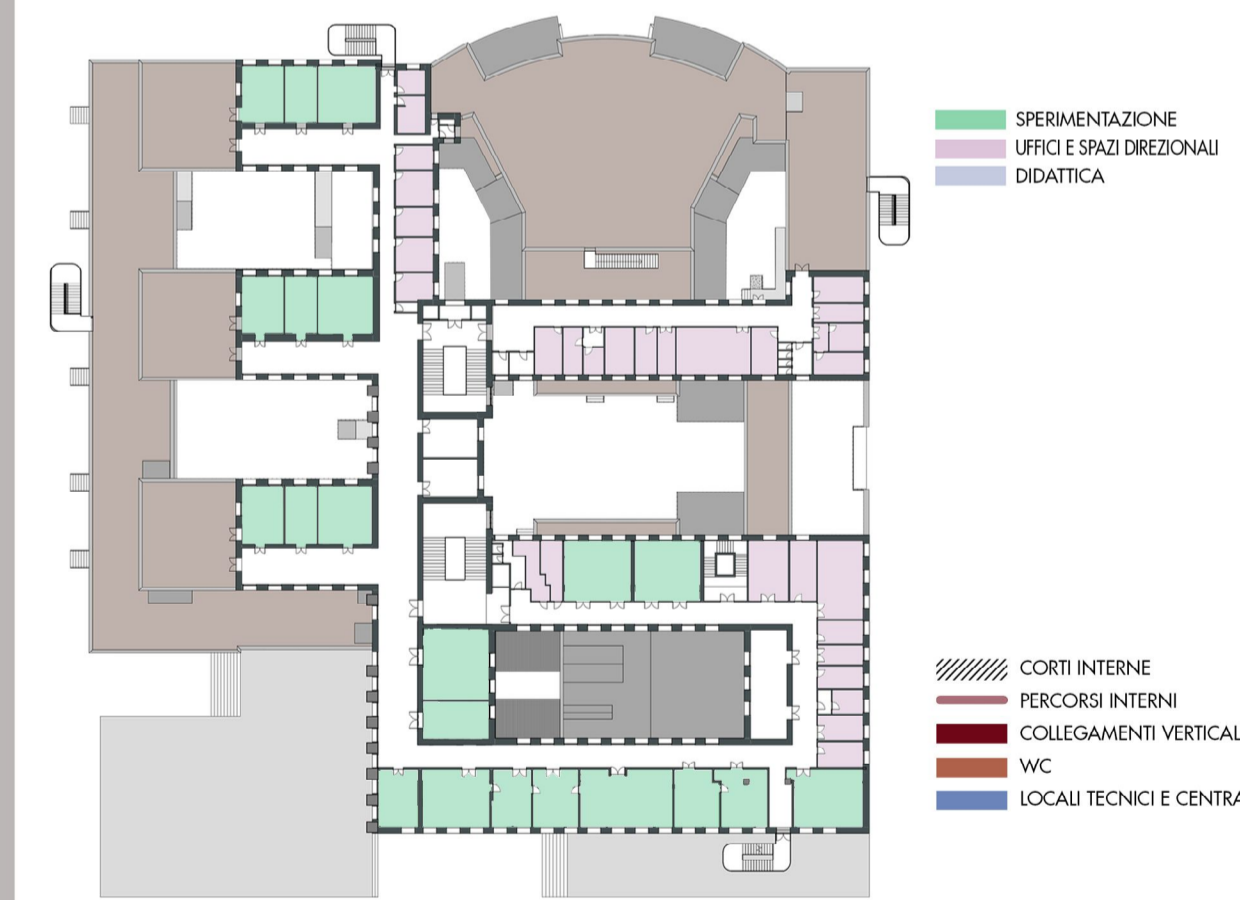 SPERIMENTAZIONE
UFFICI E SPAZI DIREZIONALI
DIDATTICA
CORTI INTERNE
PERCORSI INTERNI
COLLEGAMENTI VERTICAL
WC
LOCALI TECNICI E CENTRA